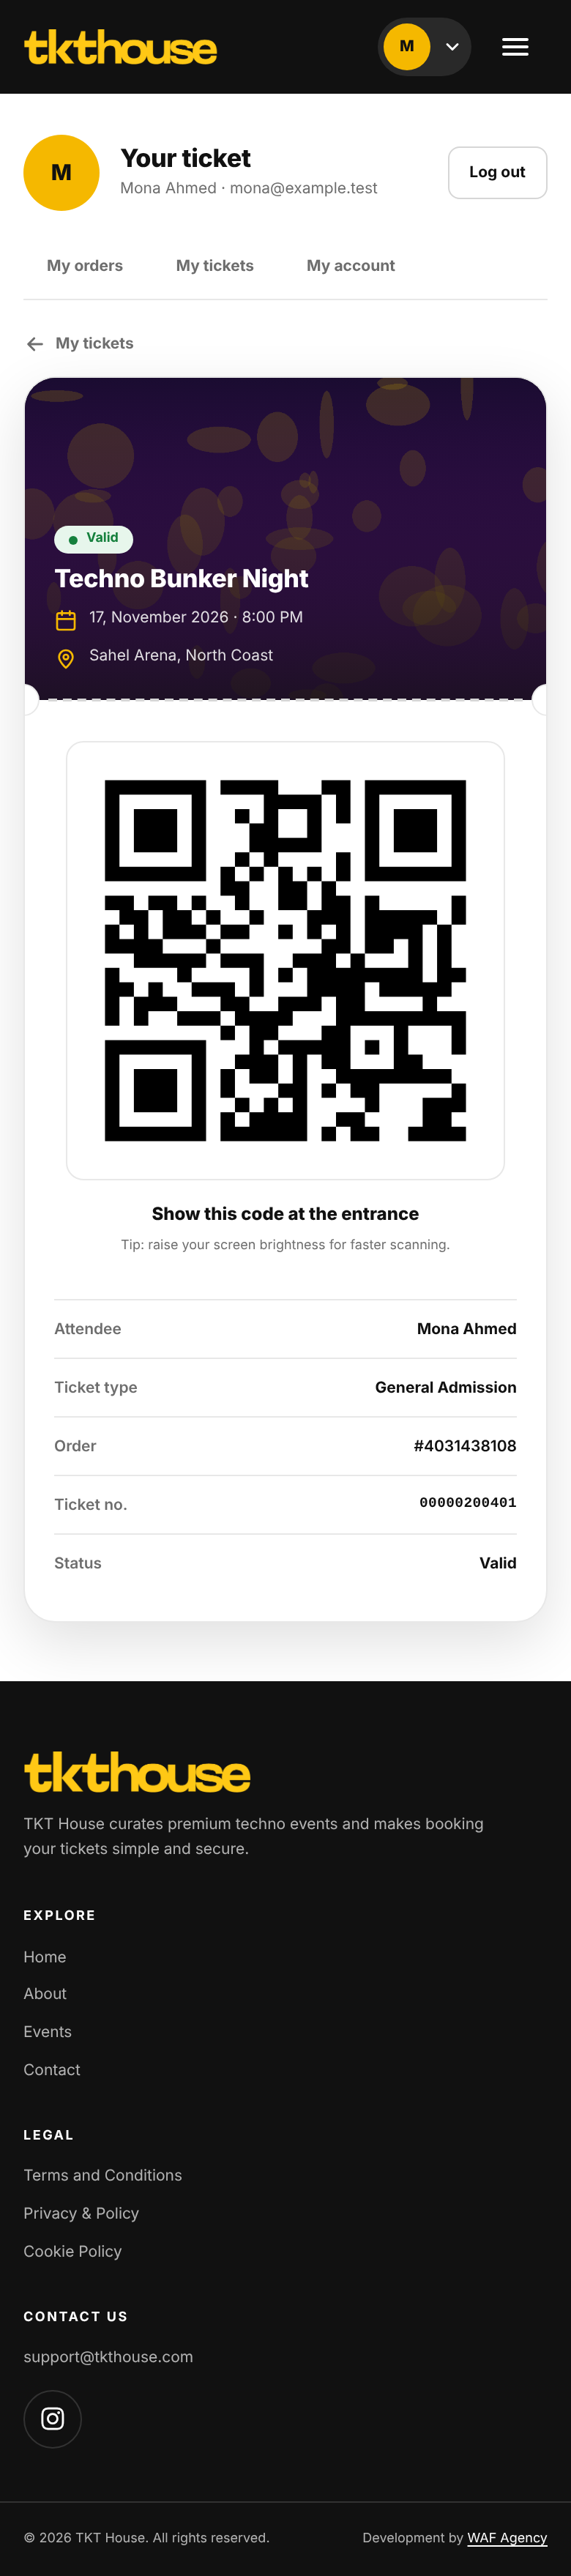 tkthouse
M
M
Your ticket
Mona Ahmed · mona@example.test
Log out
My orders
My tickets
My account
My tickets
Valid
Techno Bunker Night
17, November 2026 · 8:00 PM
Sahel Arena, North Coast
Show this code at the entrance
Tip: raise your screen brightness for faster scanning.
Attendee Mona Ahmed
Ticket type General Admission
Order #4031438108
Ticket no. 00000200401
Status Valid
tkthouse
TKT House curates premium techno events and makes booking
your tickets simple and secure.
EXPLORE
Home
About
Events
Contact
LEGAL
Terms and Conditions
Privacy & Policy
Cookie Policy
CONTACT US
support@tkthouse.com
© 2026 TKT House. All rights reserved. Development by WAF Agency